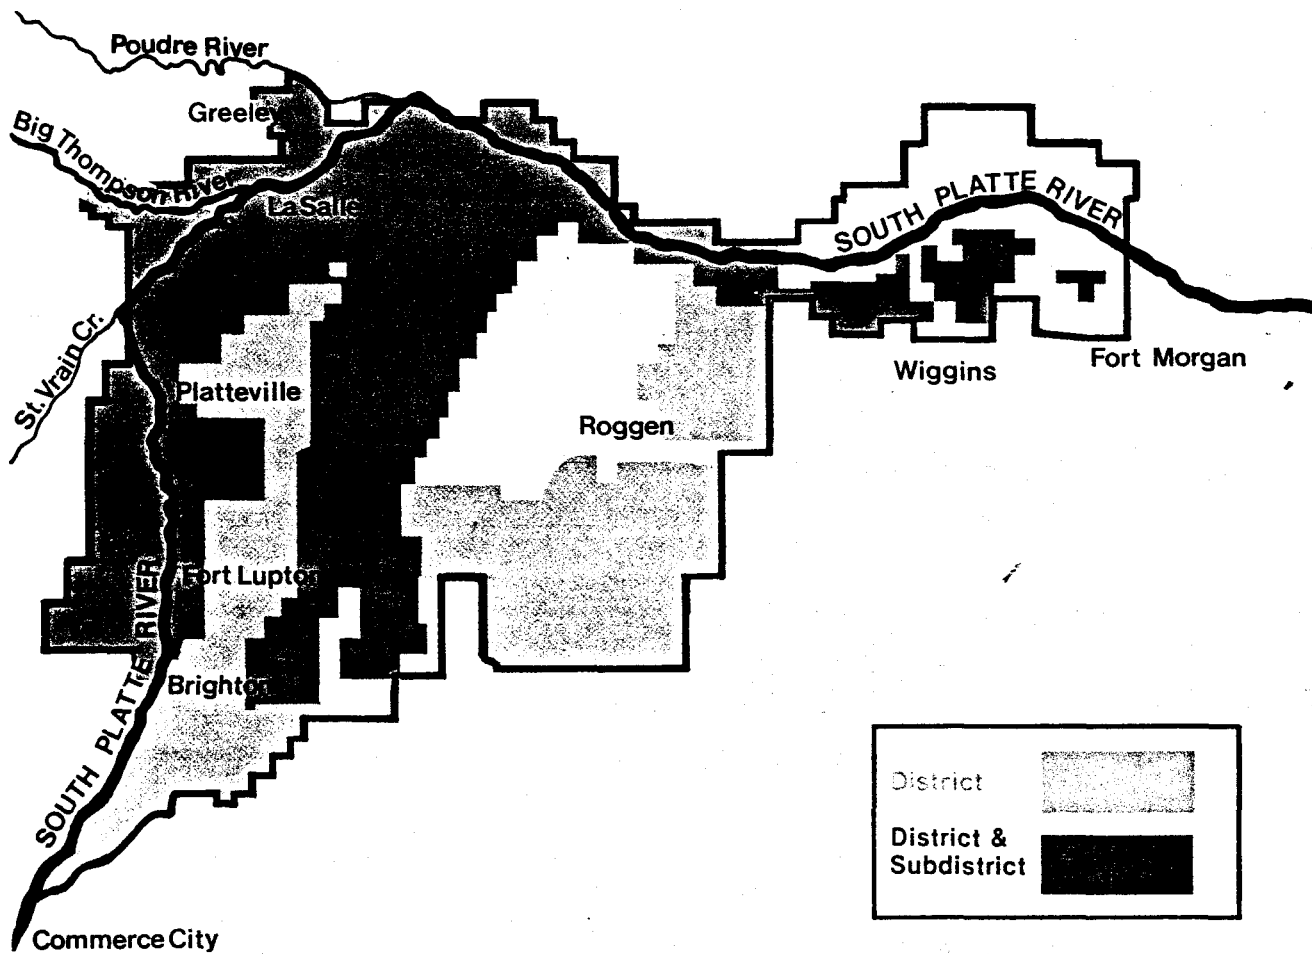 Poudre River
Greeley
Big Thompson River
LaSalle
SOUTH PLATTE RIVER
St. Vrain Cr.
Platteville
Wiggins
Fort Morgan
Roggen
Fort Lupton
SOUTH PLATTE RIVER
Brighton
District
District &
Subdistrict
Commerce City